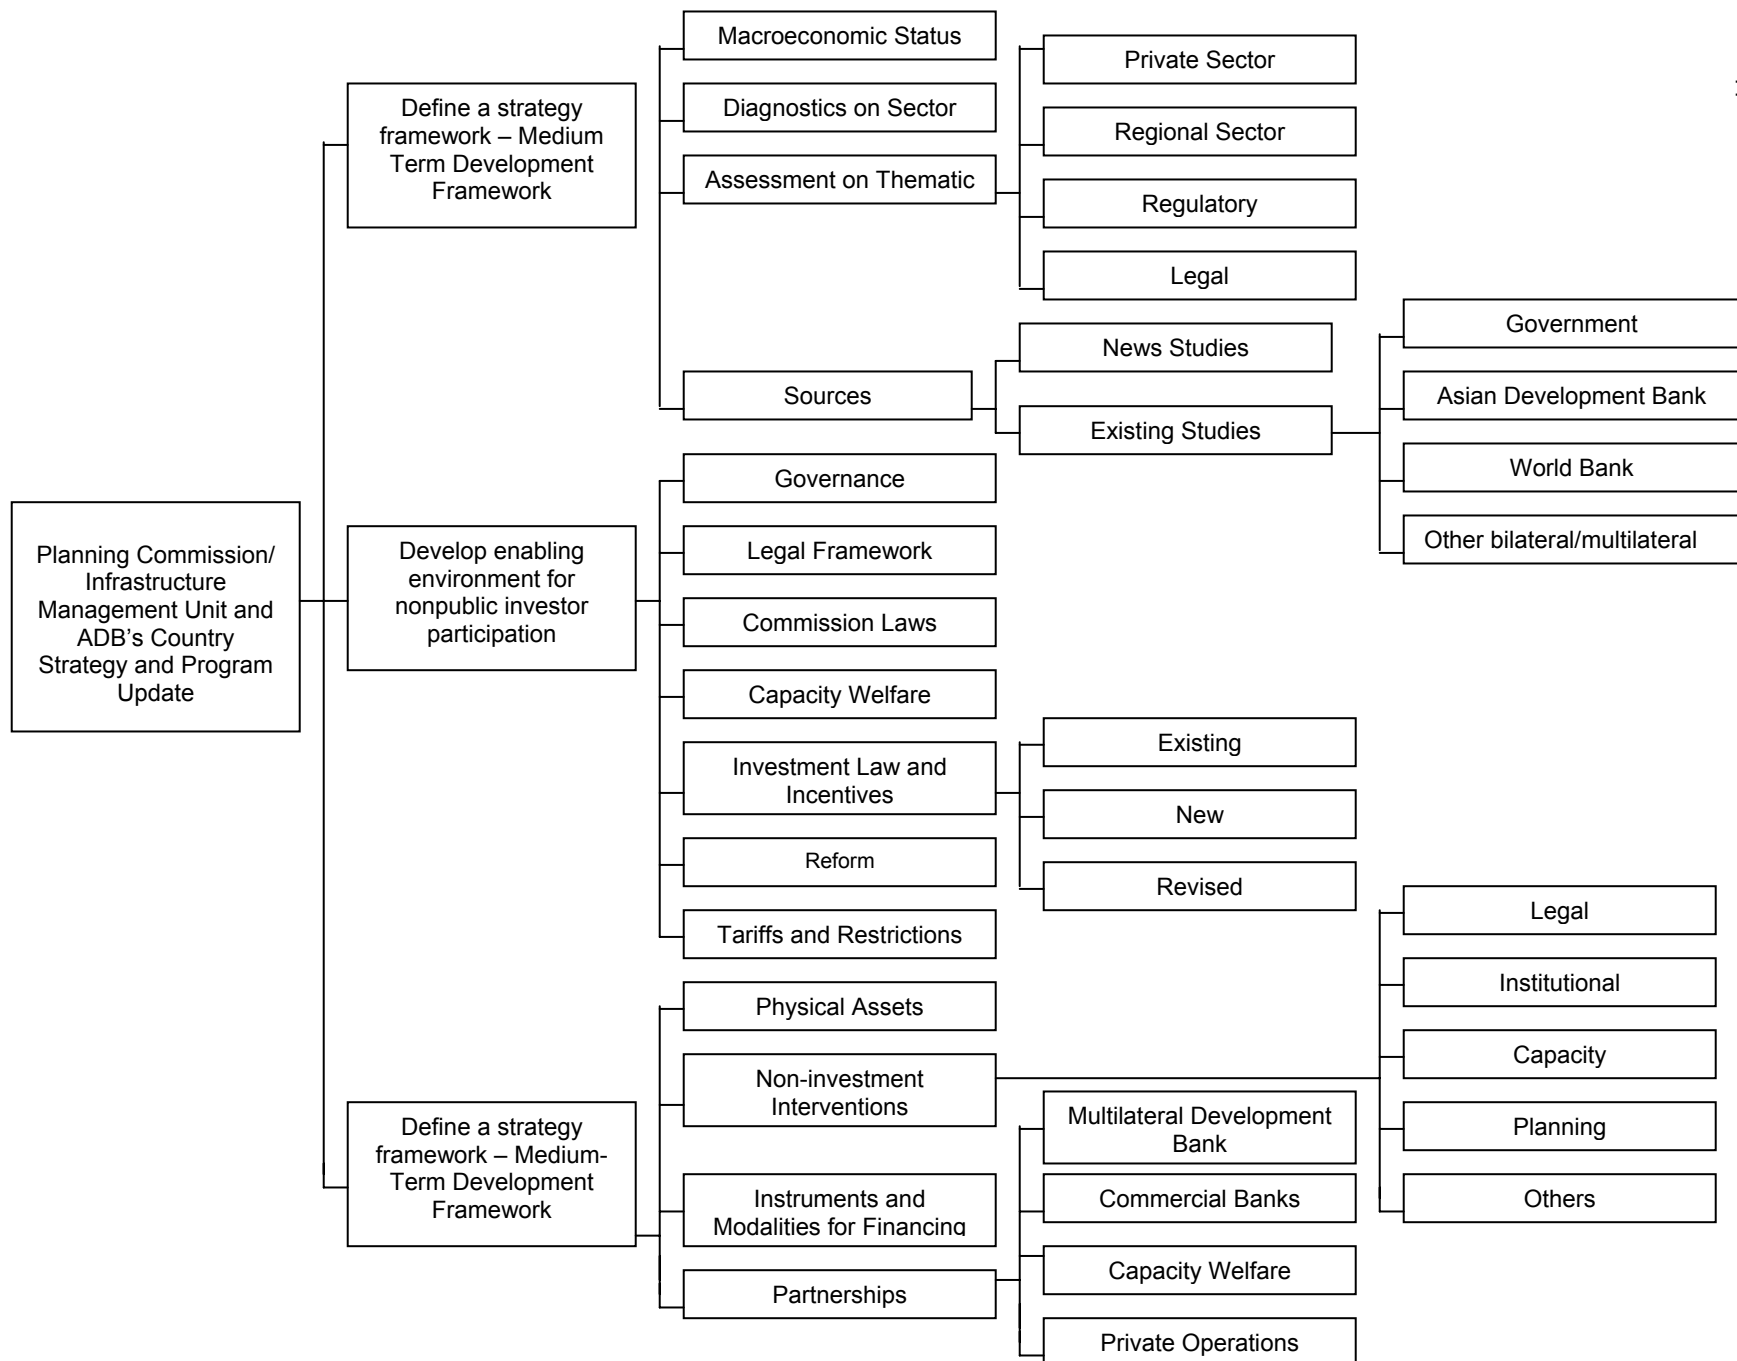 Planning Commission/
Infrastructure
Management Unit and
ADB's Country
Strategy and Program
Update
Define a strategy
framework – Medium
Term Development
Framework
Macroeconomic Status
Diagnostics on Sector
Assessment on Thematic
Private Sector
Regional Sector
Regulatory
Legal
Sources
News Studies
Existing Studies
Government
Asian Development Bank
World Bank
Other bilateral/multilateral
Develop enabling
environment for
nonpublic investor
participation
Governance
Legal Framework
Commission Laws
Capacity Welfare
Investment Law and
Incentives
Existing
New
Revised
Reform
Tariffs and Restrictions
Define a strategy
framework – Medium-
Term Development
Framework
Physical Assets
Non-investment
Interventions
Legal
Institutional
Capacity
Planning
Others
Instruments and
Modalities for Financing
Partnerships
Multilateral Development
Bank
Commercial Banks
Capacity Welfare
Private Operations